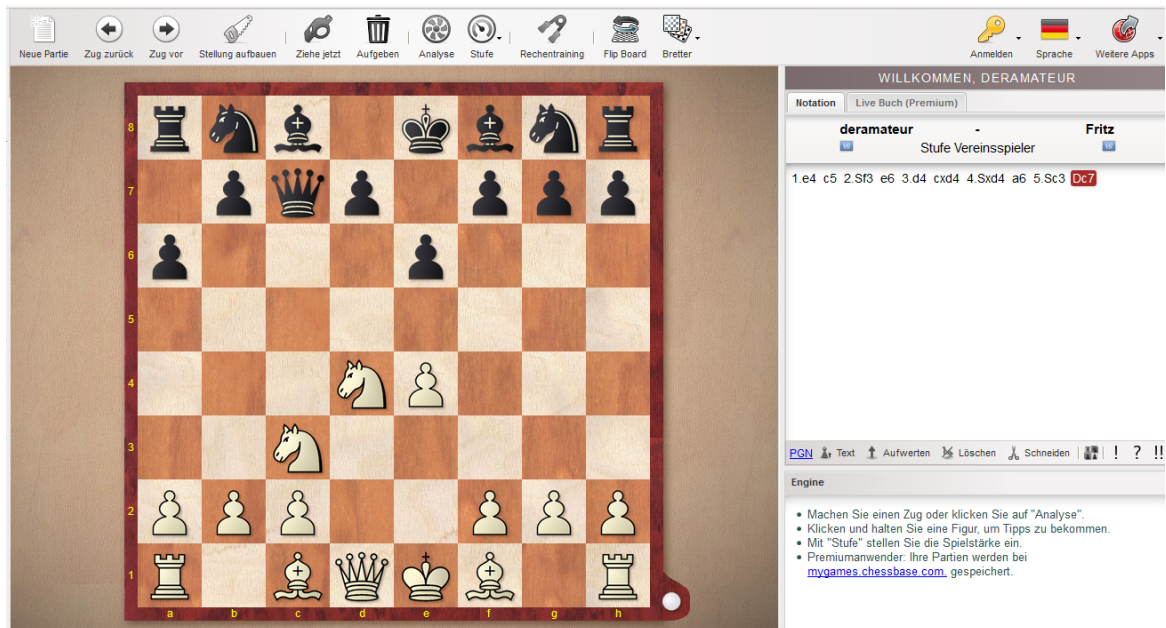 Neue Partie Zug zurück Zug vor Stellung aufbauen Ziehe jetzt Aufgeben Analyse Stufe Rechentraining Flip Board Bretter Anmelden Sprache Weitere Apps
WILLKOMMEN, DERAMATEUR
Notation Live Buch (Premium)
deramateur - Fritz
Stufe Vereinsspieler
1.e4 c5 2.Sf3 e6 3.d4 cxd4 4.Sxd4 a6 5.Sc3 Dc7
8
7
6
5
4
3
2
1
a b c d e f g h
PGN Text Aufwerten Löschen Schneiden ! ? !!
Engine
• Machen Sie einen Zug oder klicken Sie auf "Analyse".
• Klicken und halten Sie eine Figur, um Tipps zu bekommen.
• Mit "Stufe" stellen Sie die Spielstärke ein.
• Premiumanwender: Ihre Partien werden bei
mygames.chessbase.com. gespeichert.